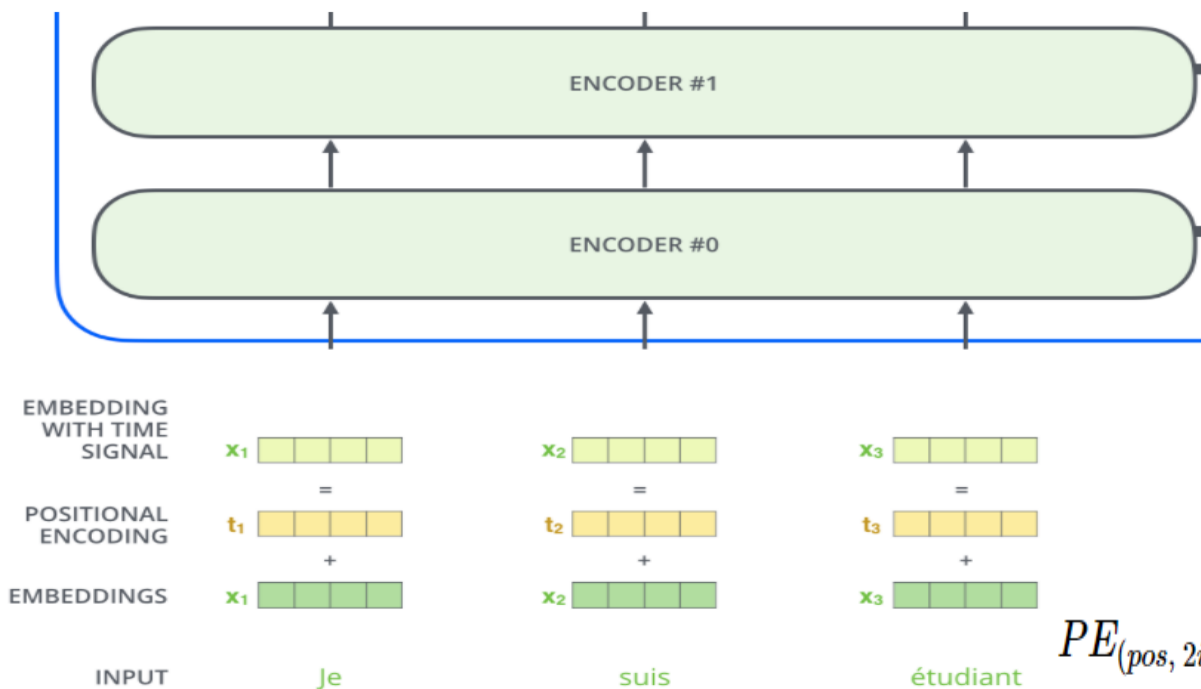 ENCODER #1
ENCODER #0
EMBEDDING
WITH TIME
SIGNAL
x₁ x₂ x₃
= = =
POSITIONAL
ENCODING
t₁ t₂ t₃
+ + +
EMBEDDINGS x₁ x₂ x₃
PE(pos, 2
INPUT Je suis étudiant